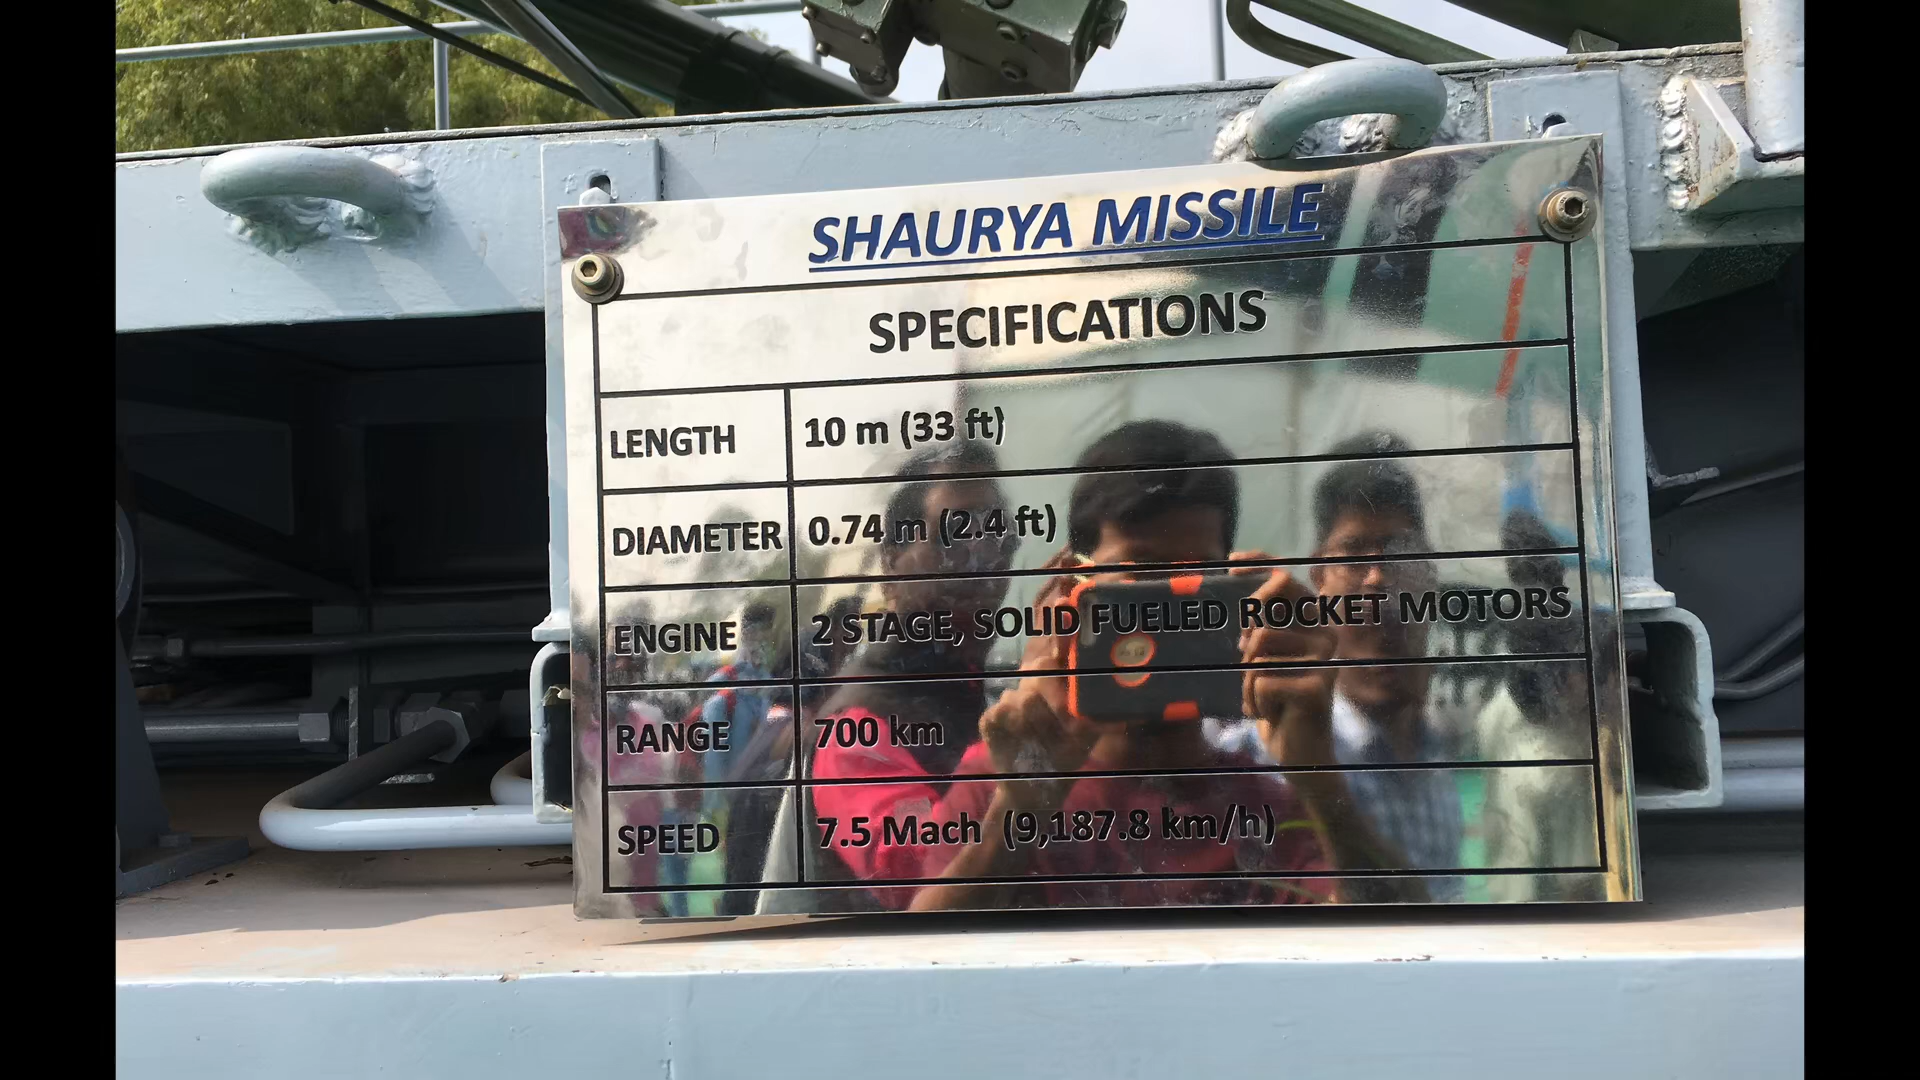 SHAURYA MISSILE
SPECIFICATIONS
LENGTH 10 m (33 ft)
DIAMETER 0.74 m (2.4 ft)
ENGINE 2 STAGE, SOLID FUELED ROCKET MOTORS
RANGE 700 km
SPEED 7.5 Mach (9,187.8 km/h)